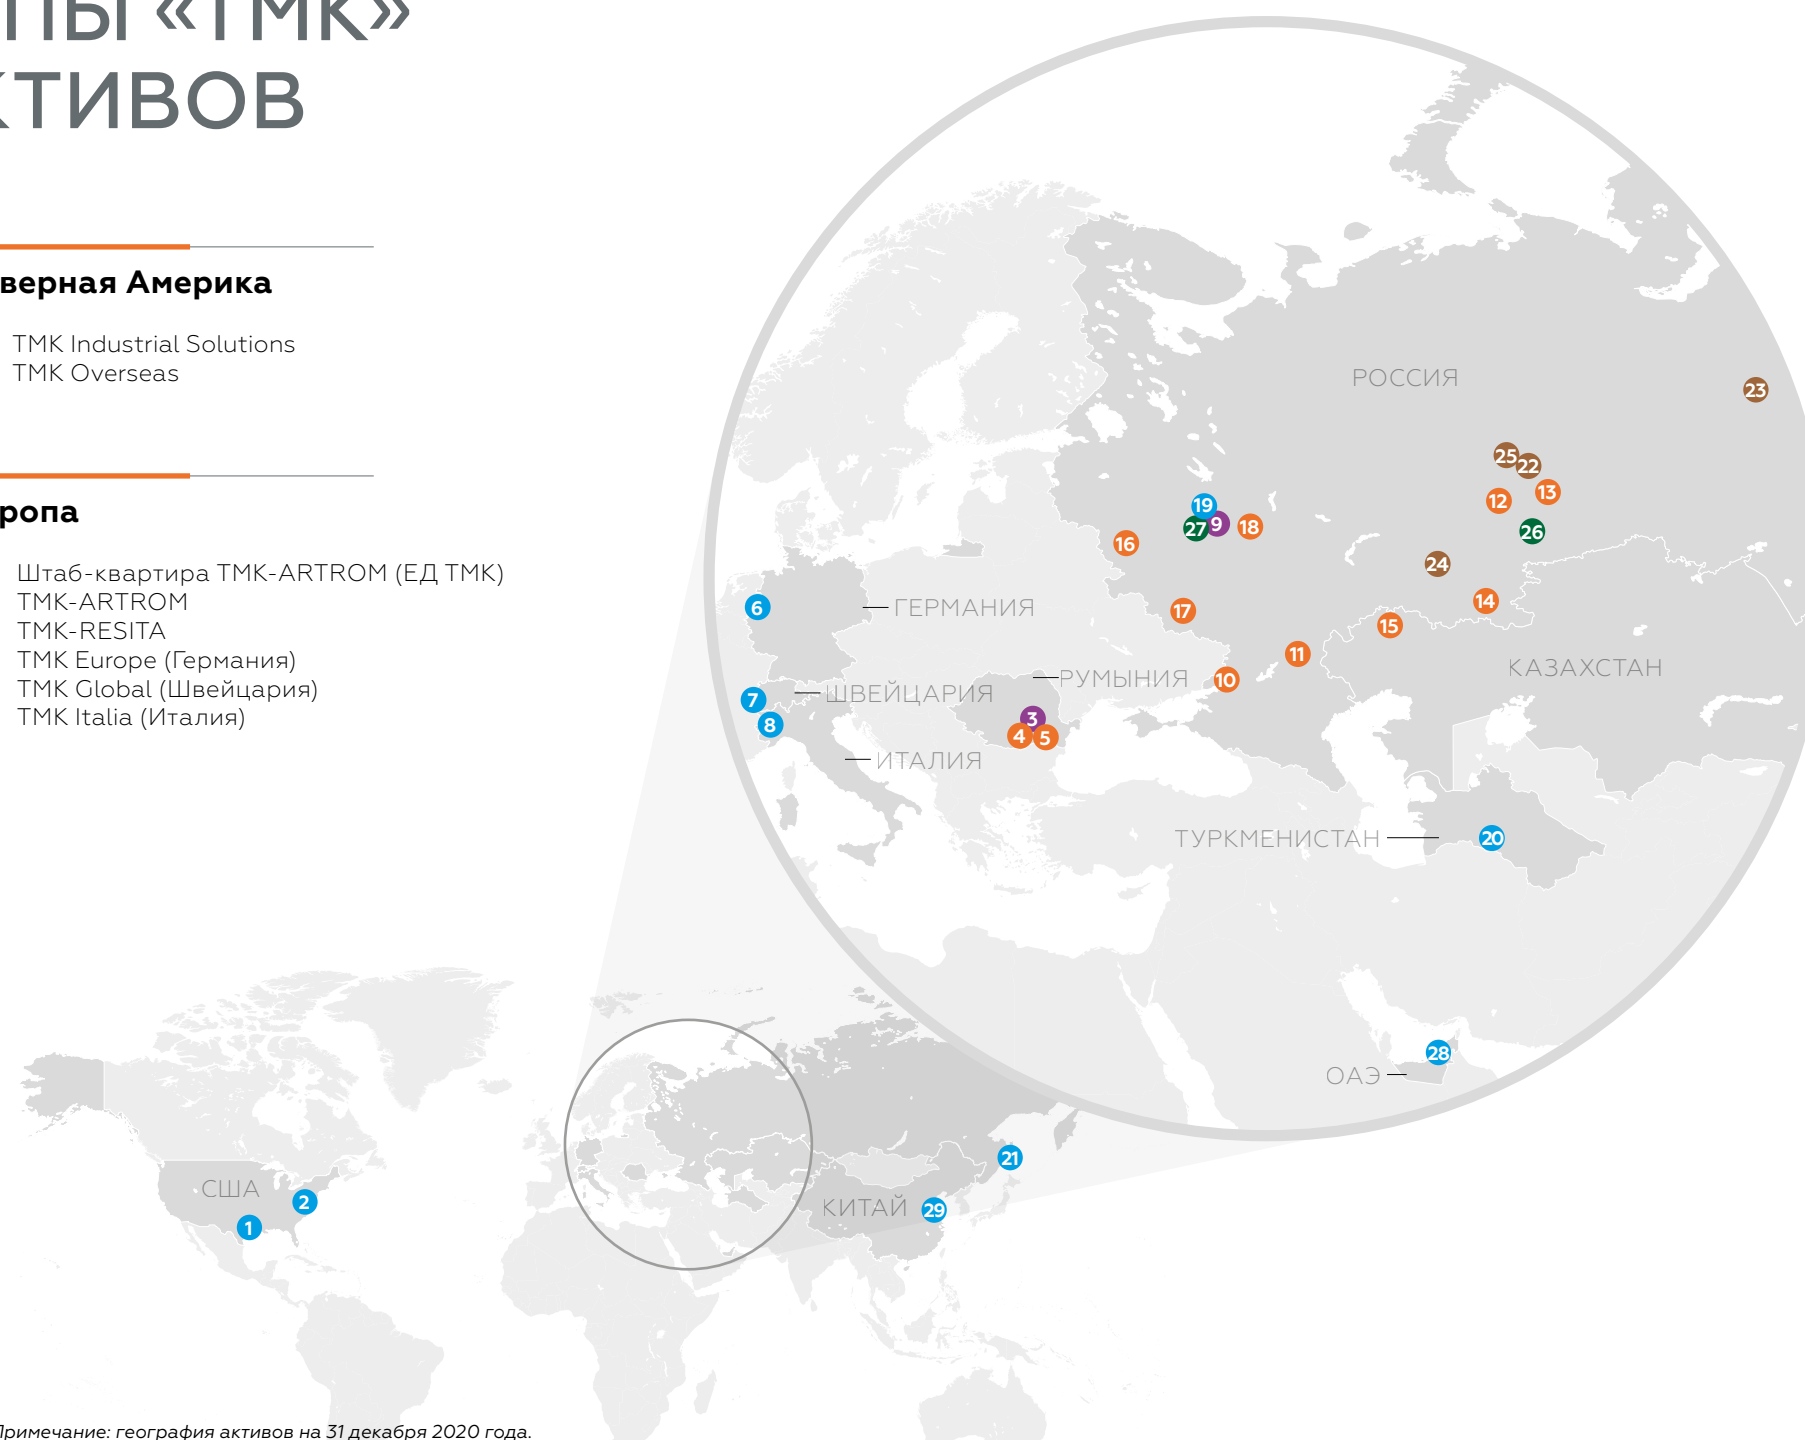 ПЫ «ТМК»
КТИВОВ
верная Америка
TMK Industrial Solutions
TMK Overseas
ропа
Штаб-квартира TMK-ARTROM (ЕД ТМК)
TMK-ARTROM
TMK-RESITA
TMK Europe (Германия)
TMK Global (Швейцария)
TMK Italia (Италия)
РОССИЯ
23
25
22
12
13
19
27
9
18
16
26
24
6
ГЕРМАНИЯ
17
14
15
11
КАЗАХСТАН
РУМЫНИЯ
10
ШВЕЙЦАРИЯ
7
8
3
4
5
ИТАЛИЯ
ТУРКМЕНИСТАН
20
28
ОАЭ
21
США
2
1
КИТАЙ
29
Примечание: география активов на 31 декабря 2020 года.